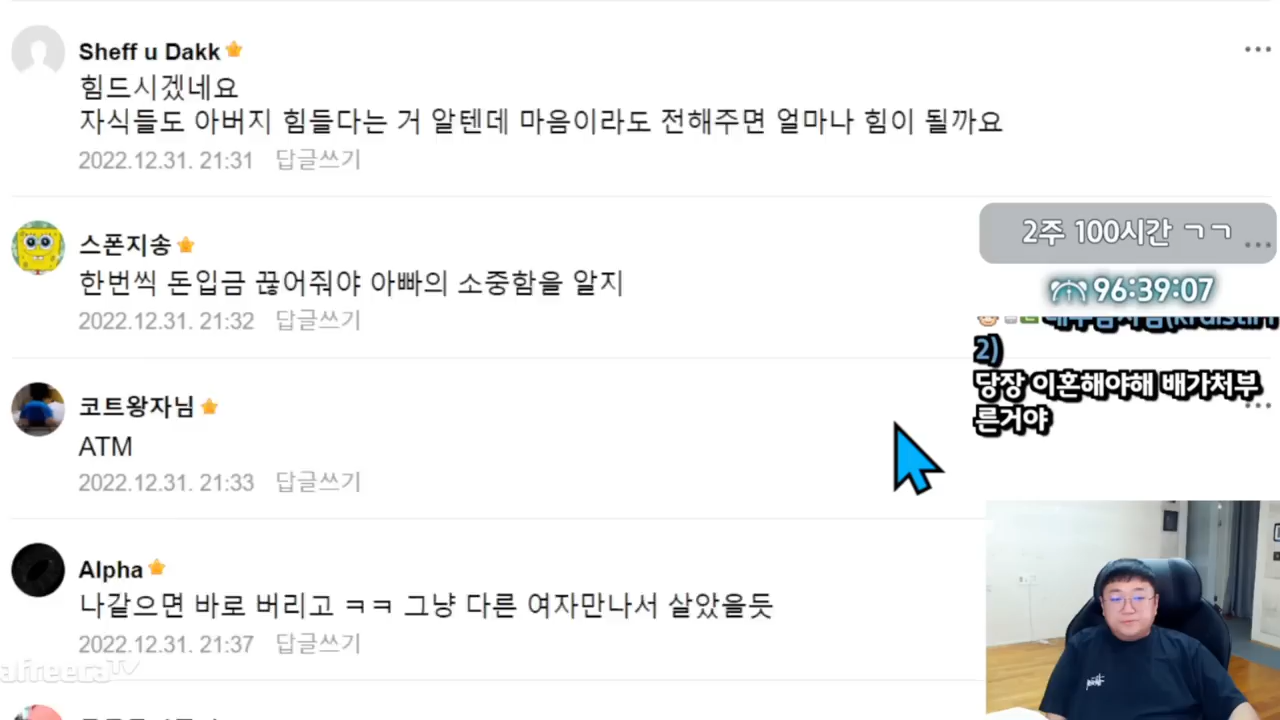 Sheff u Dakk
힘드시겠네요
자식들도 아버지 힘들다는 거 알텐데 마음이라도 전해주면 얼마나 힘이 될까요
2022.12.31. 21:31 답글쓰기
스폰지송
한번씩 돈입금 끊어줘야 아빠의 소중함을 알지
2022.12.31. 21:32 답글쓰기
코트왕자님
ATM
2022.12.31. 21:33 답글쓰기
Alpha
나같으면 바로 버리고 ㅋㅋ 그냥 다른 여자만나서 살았을듯
2022.12.31. 21:37 답글쓰기
2주 100시간 ㄱㄱ
96:39:07
2)
당장 이혼해야해 배가처부
른거야
afreecaTV